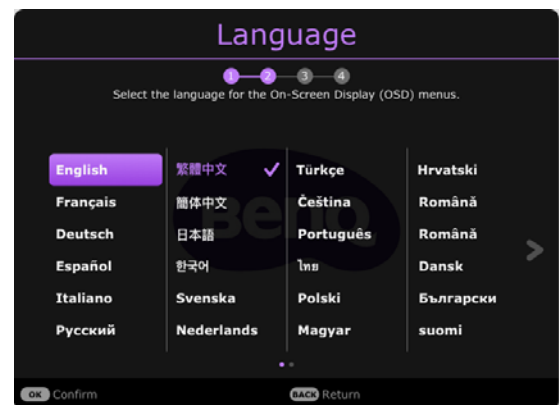 Language
1 2 3 4
Select the language for the On-Screen Display (OSD) menus.
English 繁體中文 Türkçe Hrvatski
Français 簡体中文 Čeština Română
Deutsch 日本語 Português Română
Español 한국어 ไทย Dansk
Italiano Svenska Polski Български
Русский Nederlands Magyar suomi
BenQ
OK Confirm BACK Return